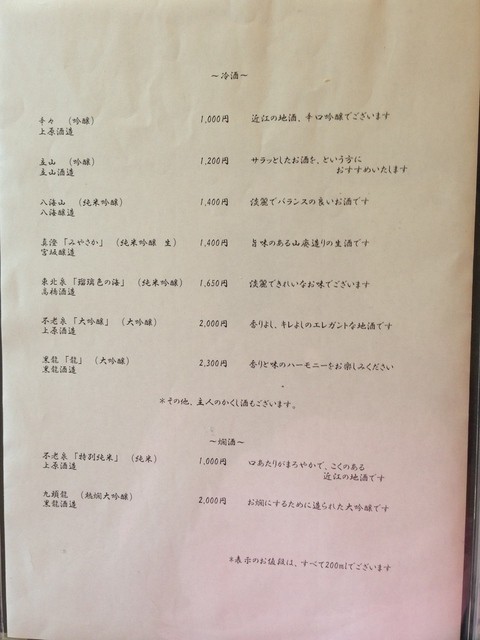 ～冷酒～
辛々 （吟醸） 1,000円 近江の地酒、辛口吟醸でございます
上原酒造
立山 （吟醸） 1,200円 サラッとしたお酒を、という方に
立山酒造 おすすめいたします
八海山 （純米吟醸） 1,400円 淡麗でバランスの良いお酒です
八海醸造
真澄「みやさか」 （純米吟醸 生） 1,400円 旨味のある山廃造りの生酒です
宮坂醸造
東北泉「瑠璃色の海」 （純米吟醸） 1,650円 淡麗できれいなお味でございます
高橋酒造
不老泉「大吟醸」 （大吟醸） 2,000円 香りよし、キレよしのエレガントな地酒です
上原酒造
黒龍「龍」 （大吟醸） 2,300円 香りと味のハーモニーをお楽しみください
黒龍酒造
＊その他、主人のかくし酒もございます。
～燗酒～
不老泉「特別純米」 （純米） 1,000円 口あたりがまろやかで、こくのある
上原酒造 近江の地酒です
九頭龍 （熱燗大吟醸） 2,000円 お燗にするために造られた大吟醸です
黒龍酒造
＊表示のお値段は、すべて200mlでございます